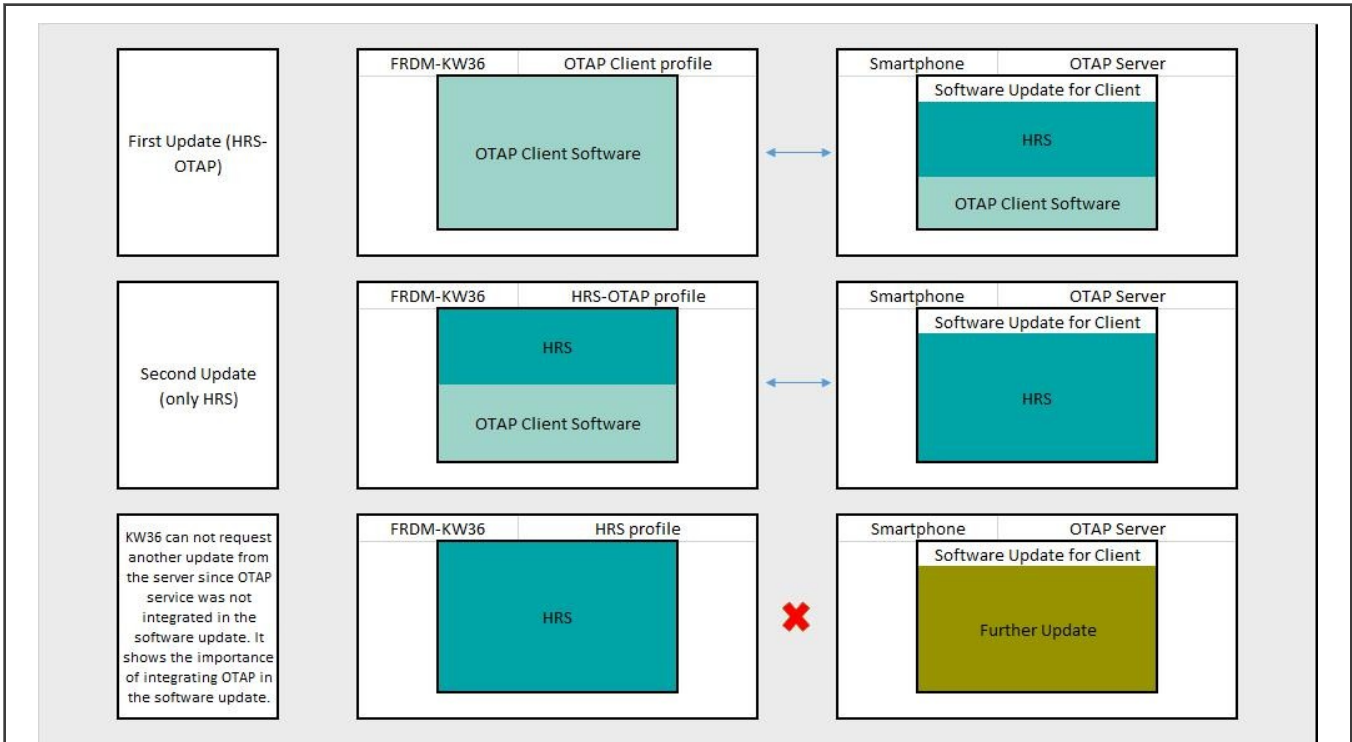 First Update (HRS-
OTAP)
FRDM-KW36 OTAP Client profile
OTAP Client Software
Smartphone OTAP Server
Software Update for Client
HRS
OTAP Client Software
Second Update
(only HRS)
FRDM-KW36 HRS-OTAP profile
HRS
OTAP Client Software
Smartphone OTAP Server
Software Update for Client
HRS
KW36 can not request
another update from
the server since OTAP
service was not
integrated in the
software update. It
shows the importance
of integrating OTAP in
the software update.
FRDM-KW36 HRS profile
HRS
Smartphone OTAP Server
Software Update for Client
Further Update